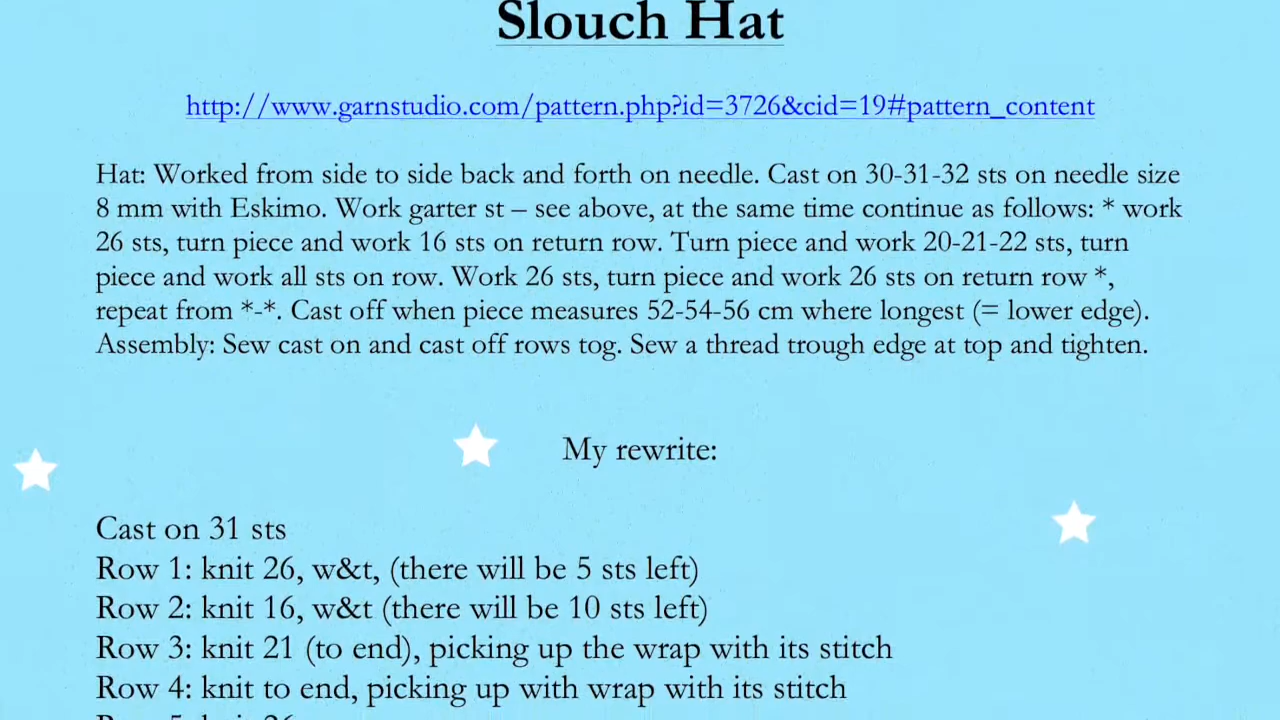 Slouch Hat
http://www.garnstudio.com/pattern.php?id=3726&cid=19#pattern_content
Hat: Worked from side to side back and forth on needle. Cast on 30-31-32 sts on needle size
8 mm with Eskimo. Work garter st – see above, at the same time continue as follows: * work
26 sts, turn piece and work 16 sts on return row. Turn piece and work 20-21-22 sts, turn
piece and work all sts on row. Work 26 sts, turn piece and work 26 sts on return row *,
repeat from *-*. Cast off when piece measures 52-54-56 cm where longest (= lower edge).
Assembly: Sew cast on and cast off rows tog. Sew a thread trough edge at top and tighten.
My rewrite:
Cast on 31 sts
Row 1: knit 26, w&t, (there will be 5 sts left)
Row 2: knit 16, w&t (there will be 10 sts left)
Row 3: knit 21 (to end), picking up the wrap with its stitch
Row 4: knit to end, picking up with wrap with its stitch
Row 5: knit 26